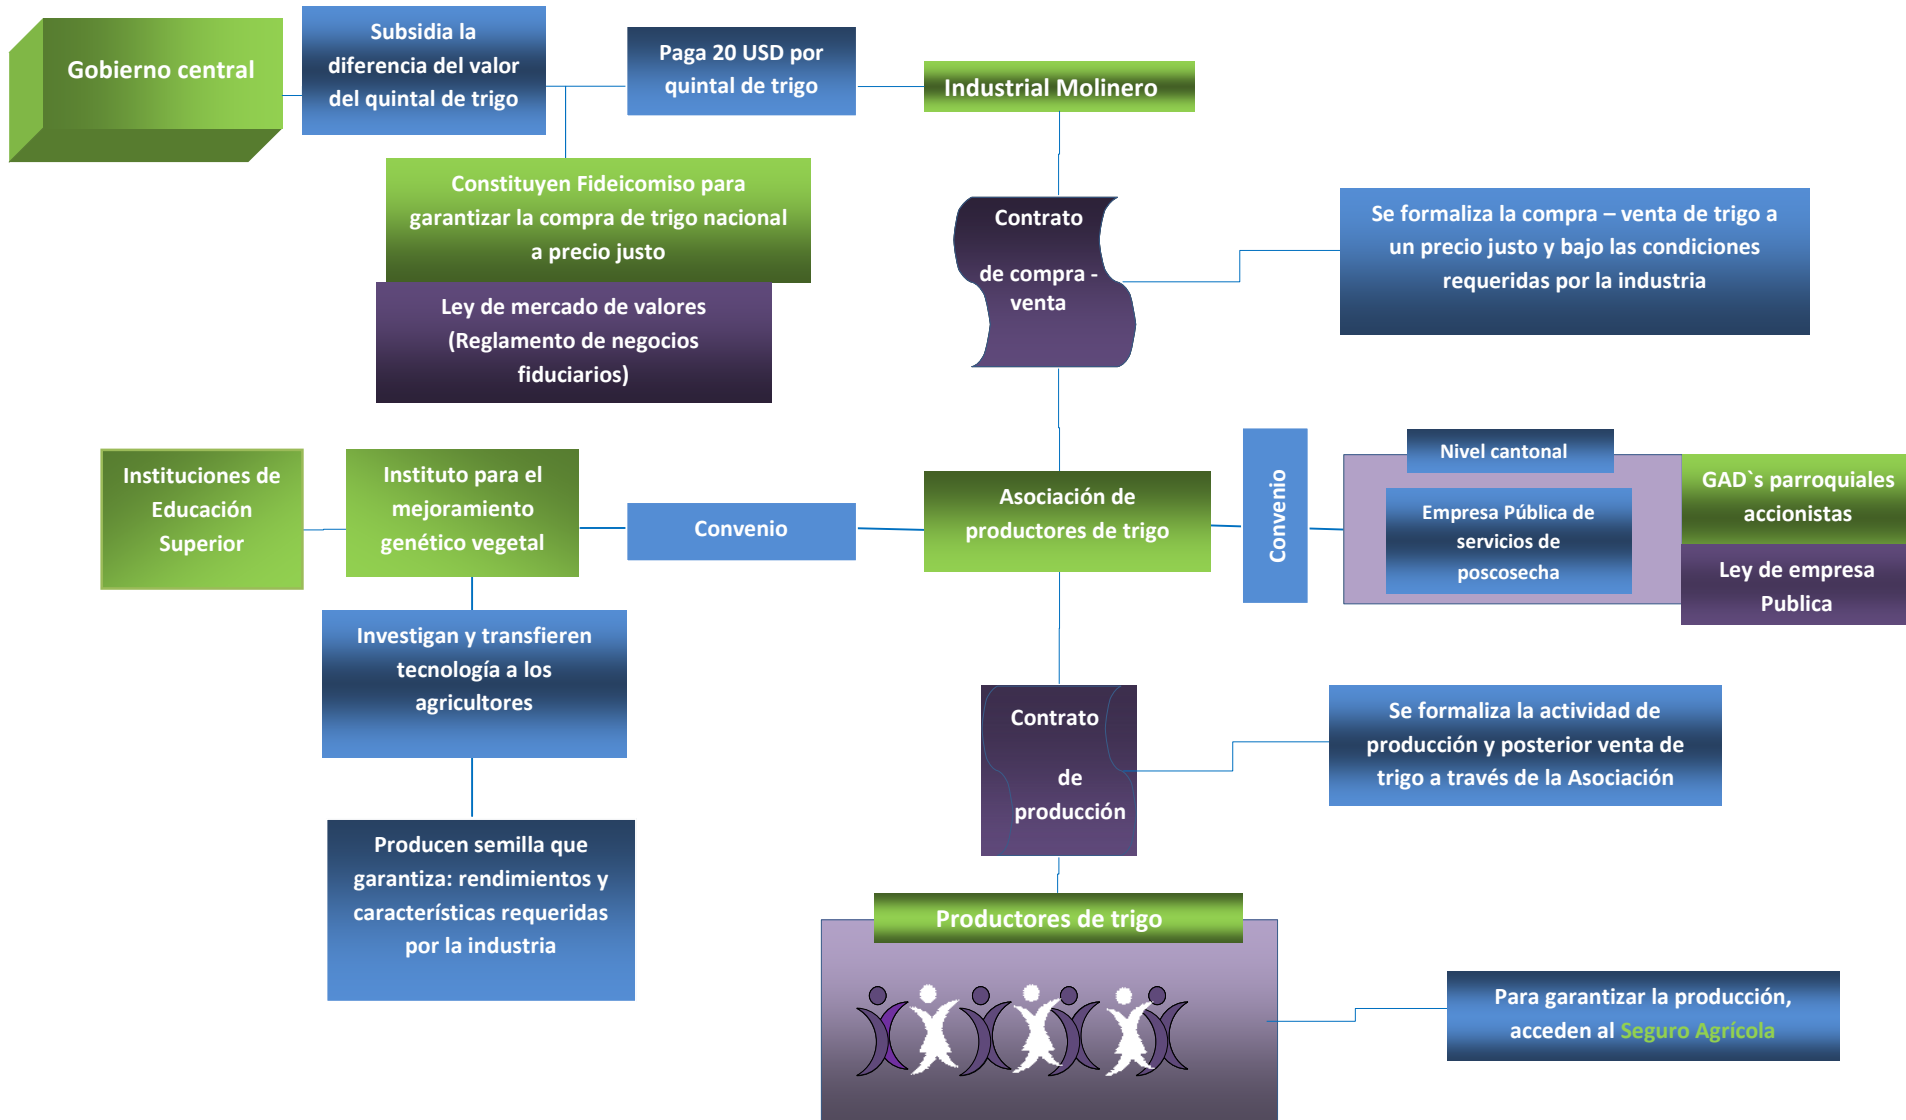 Gobierno central
Subsidia la
diferencia del valor
del quintal de trigo
Paga 20 USD por
quintal de trigo
Industrial Molinero
Constituyen Fideicomiso para
garantizar la compra de trigo nacional
a precio justo
Ley de mercado de valores
(Reglamento de negocios
fiduciarios)
Contrato
de compra -
venta
Se formaliza la compra – venta de trigo a
un precio justo y bajo las condiciones
requeridas por la industria
Instituciones de
Educación
Superior
Instituto para el
mejoramiento
genético vegetal
Convenio
Asociación de
productores de trigo
Convenio
Nivel cantonal
Empresa Pública de
servicios de
poscosecha
GAD`s parroquiales
accionistas
Ley de empresa
Publica
Investigan y transfieren
tecnología a los
agricultores
Contrato
de
producción
Se formaliza la actividad de
producción y posterior venta de
trigo a través de la Asociación
Producen semilla que
garantiza: rendimientos y
características requeridas
por la industria
Productores de trigo
Para garantizar la producción,
acceden al Seguro Agrícola